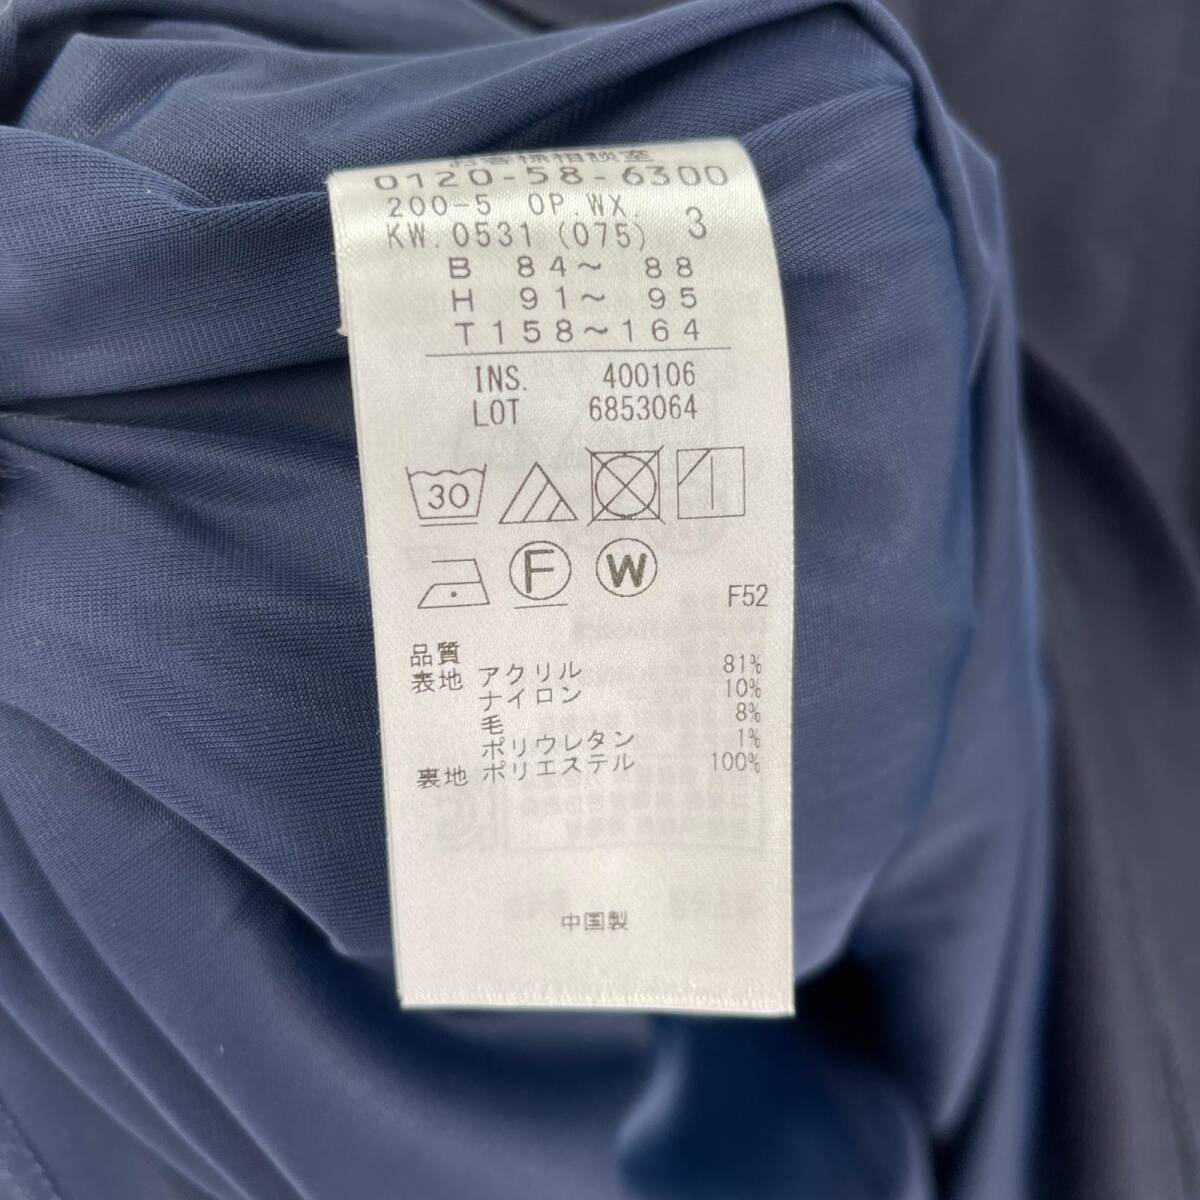 お客様相談室
0120-58-6300
200-5 OP.WX.
KW.0531 (075) 3
B 84～ 88
H 91～ 95
T 158～164
INS. 400106
LOT 6853064
30
F W
F52
品質
表地 アクリル 81%
ナイロン 10%
毛 8%
ポリウレタン 1%
裏地 ポリエステル 100%
中国製